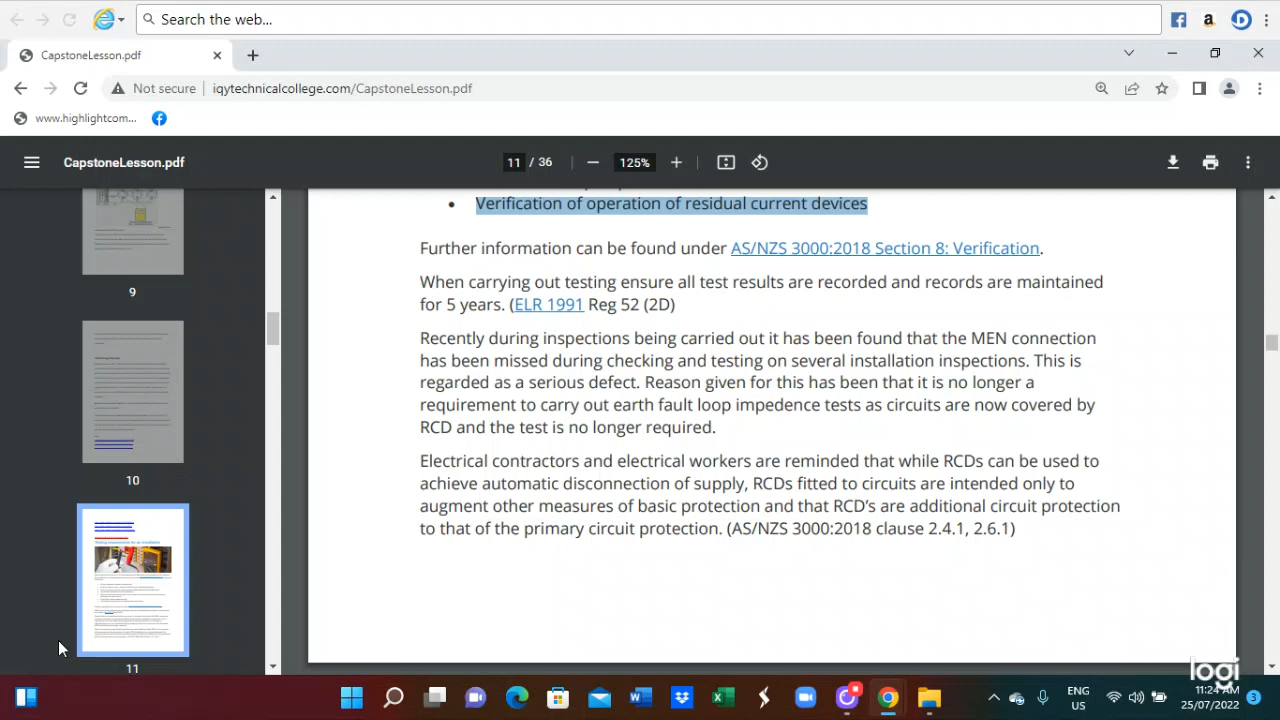 Search the web...
CapstoneLesson.pdf
Not secure iqytechnicalcollege.com/CapstoneLesson.pdf
www.highlightcom...
CapstoneLesson.pdf
11 / 36
125%
9
10
11
• Verification of operation of residual current devices
Further information can be found under AS/NZS 3000:2018 Section 8: Verification.
When carrying out testing ensure all test results are recorded and records are maintained
for 5 years. (ELR 1991 Reg 52 (2D)
Recently during inspections being carried out it has been found that the MEN connection
has been missed during checking and testing on several installation inspections. This is
regarded as a serious defect. Reason given for this has been that it is no longer a
requirement to carry out earth fault loop impedence tests as circuits are now covered by
RCD and the test is no longer required.
Electrical contractors and electrical workers are reminded that while RCDs can be used to
achieve automatic disconnection of supply, RCDs fitted to circuits are intended only to
augment other measures of basic protection and that RCD's are additional circuit protection
to that of the primary circuit protection. (AS/NZS 3000:2018 clause 2.4.1, 2.6.1)
logi
ENG
US
11:24 AM
25/07/2022
3